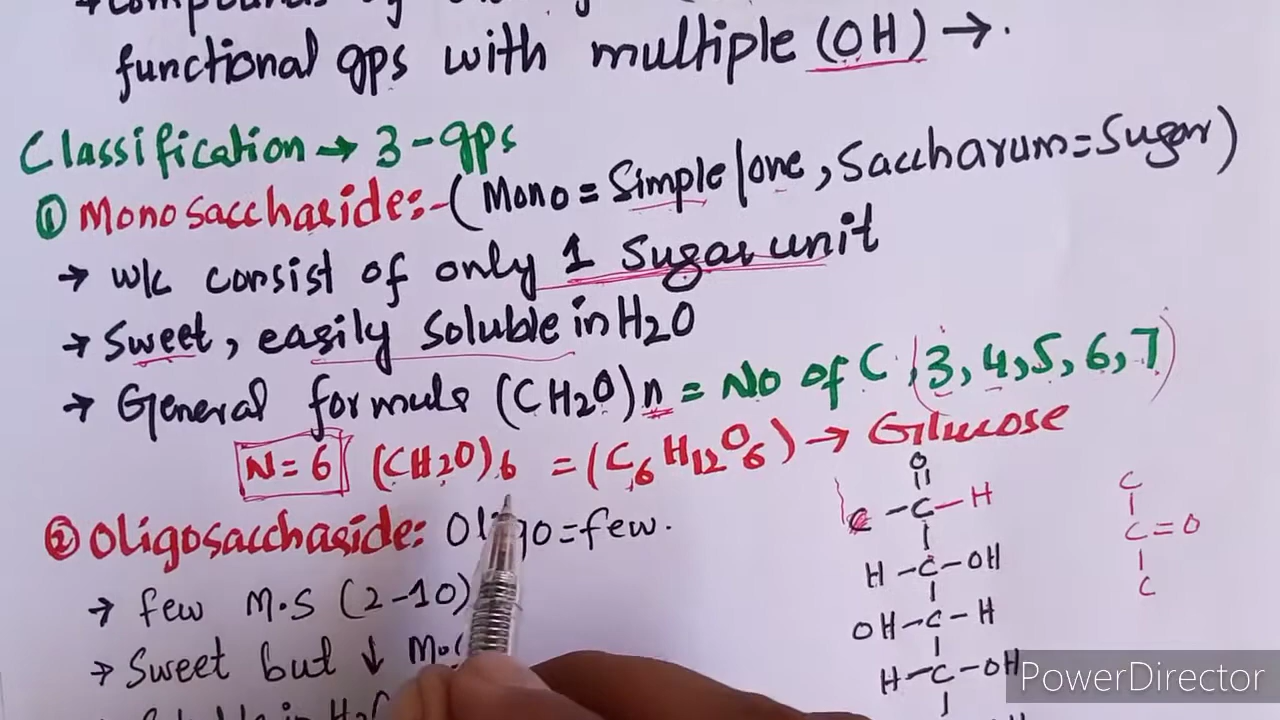 functional gps with multiple (OH) →.
Classification → 3-gps
① Monosaccharide:- (Mono = Simple/one, Saccharum = Sugar)
→ w/c consist of only 1 Sugar unit
→ Sweet, easily soluble in H2O
→ General formula (CH2O)n = No of C, (3, 4, 5, 6, 7)
N=6 (CH2O)6 = (C6H12O6) → Glucose
② Oligosaccharide: Oligo = few.
→ few M.S (2-10)
→ Sweet but ↓ M.
O
C-H
H-C-OH
OH-C-H
H-C-OH
C
C=O
C
PowerDirector